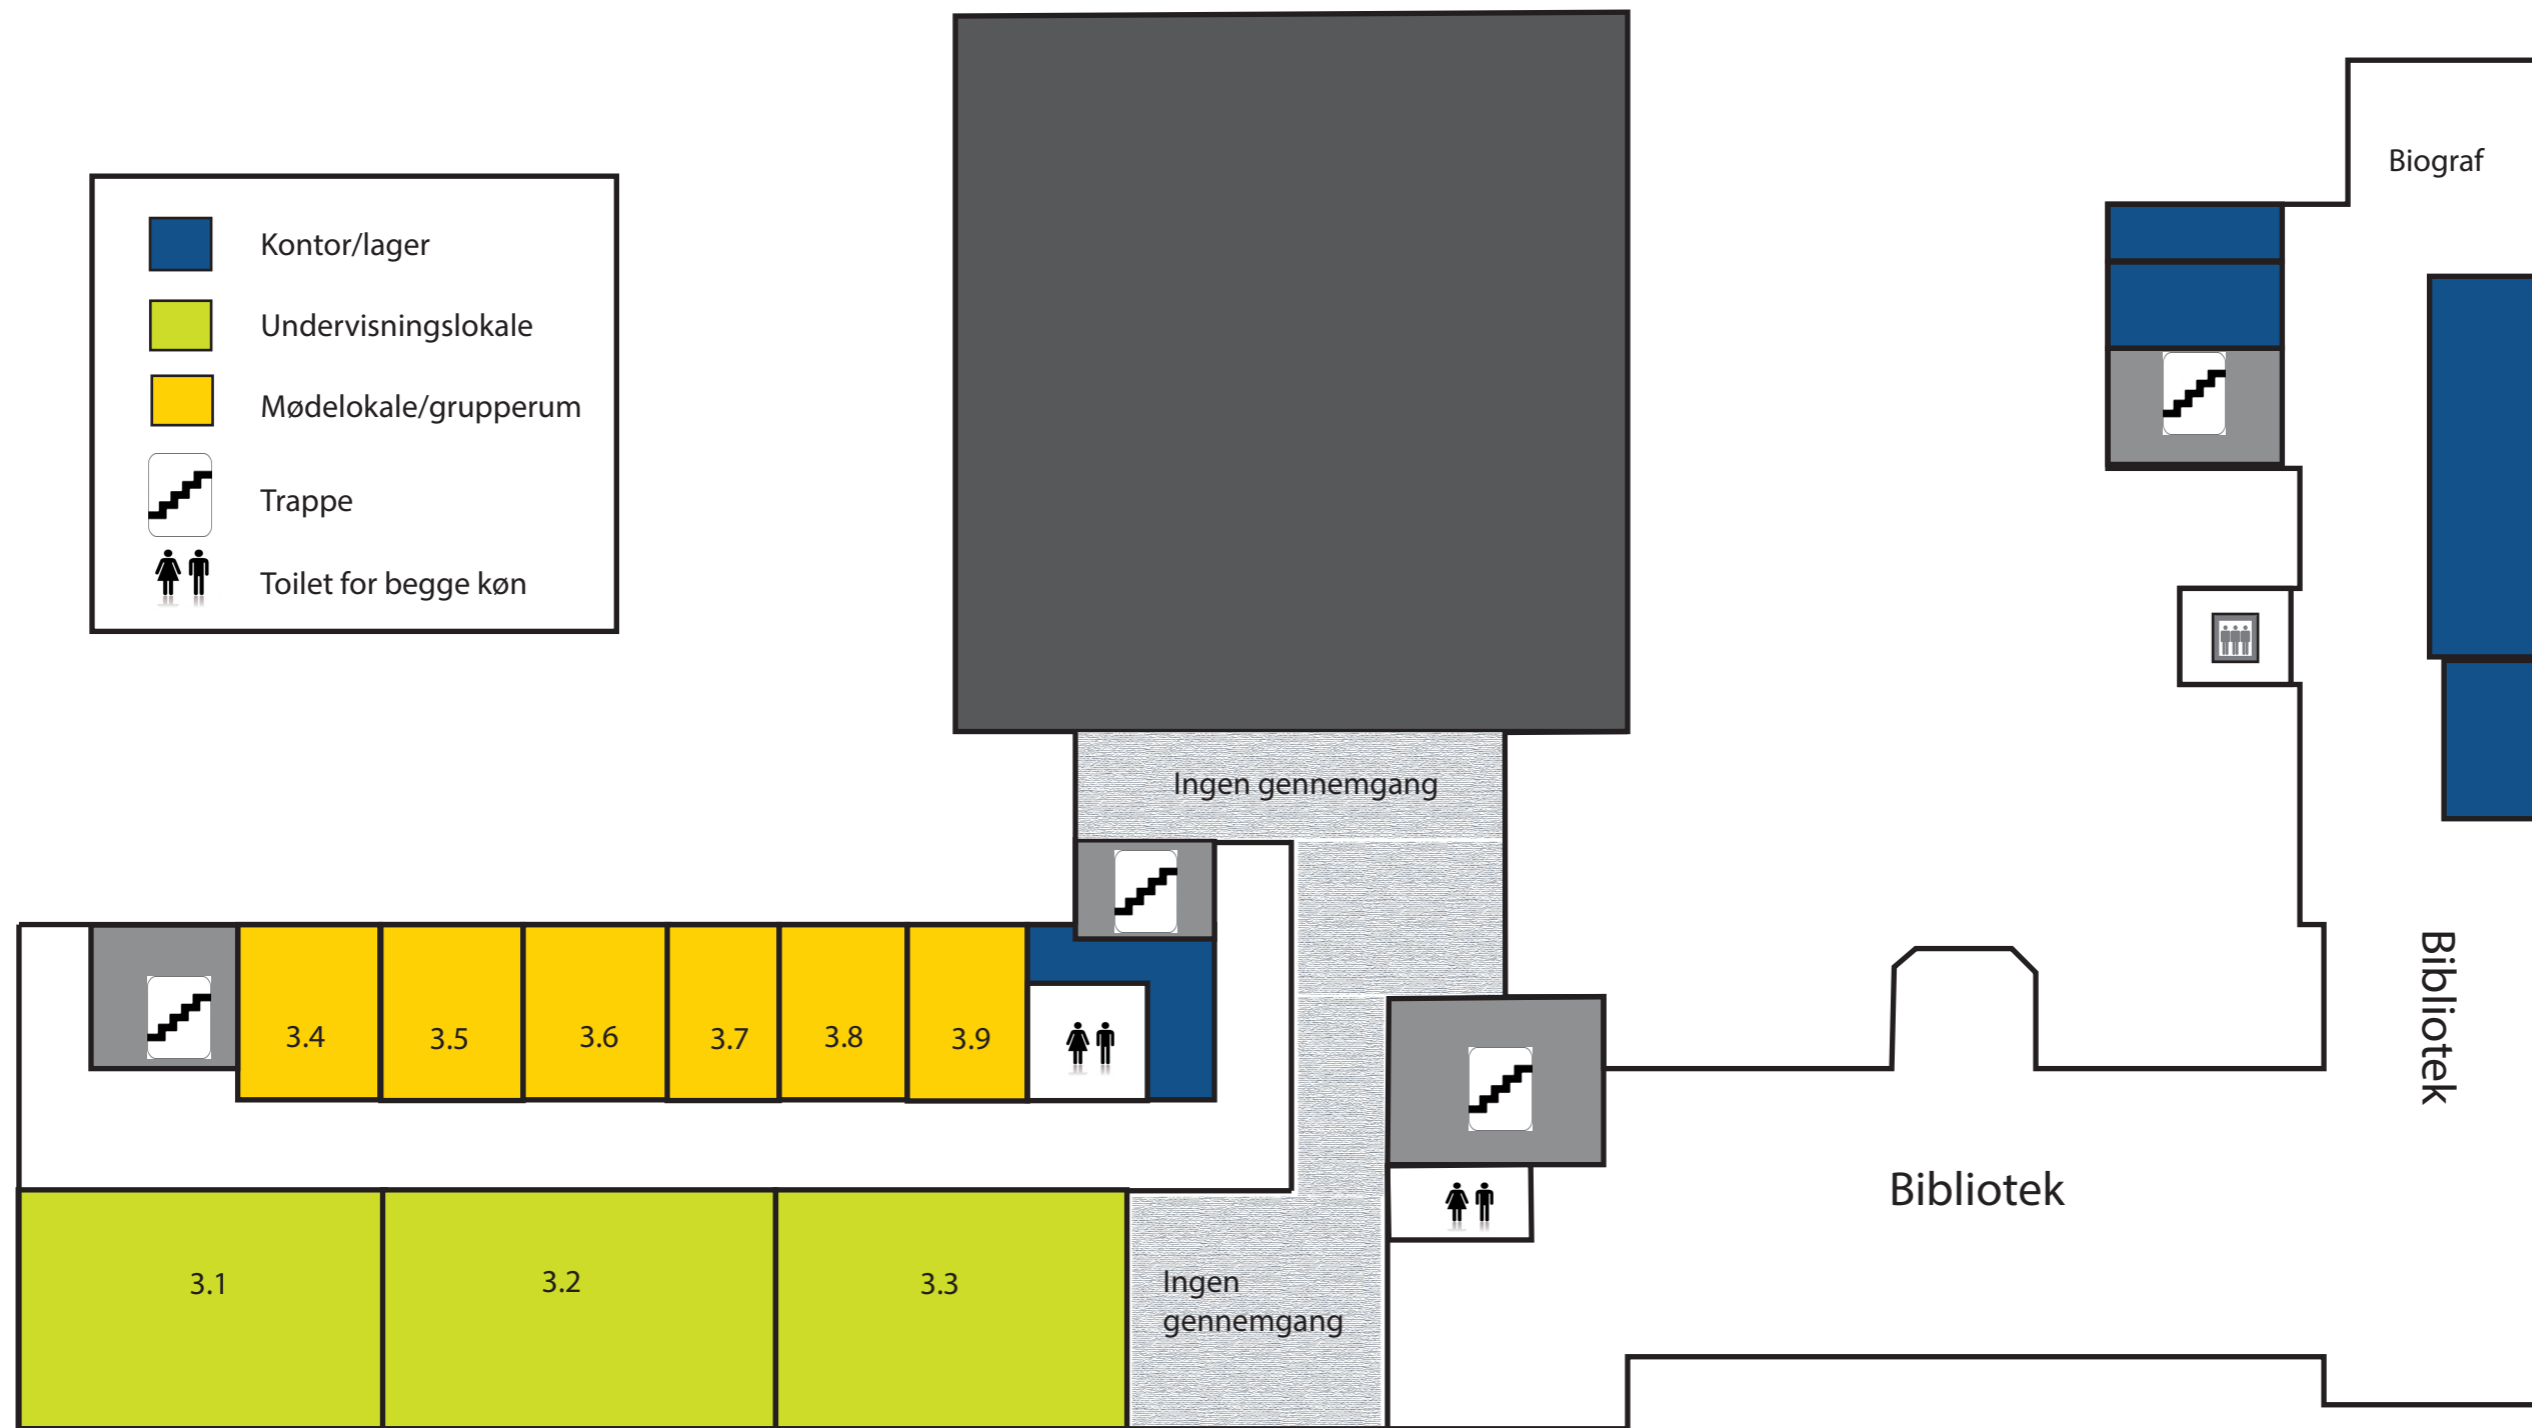 Biograf
Kontor/lager
Undervisningslokale
Mødelokale/grupperum
Trappe
Toilet for begge køn
Ingen gennemgang
Bibliotek
3.4
3.5
3.6
3.7
3.8
3.9
Bibliotek
3.1
3.2
3.3
Ingen
gennemgang